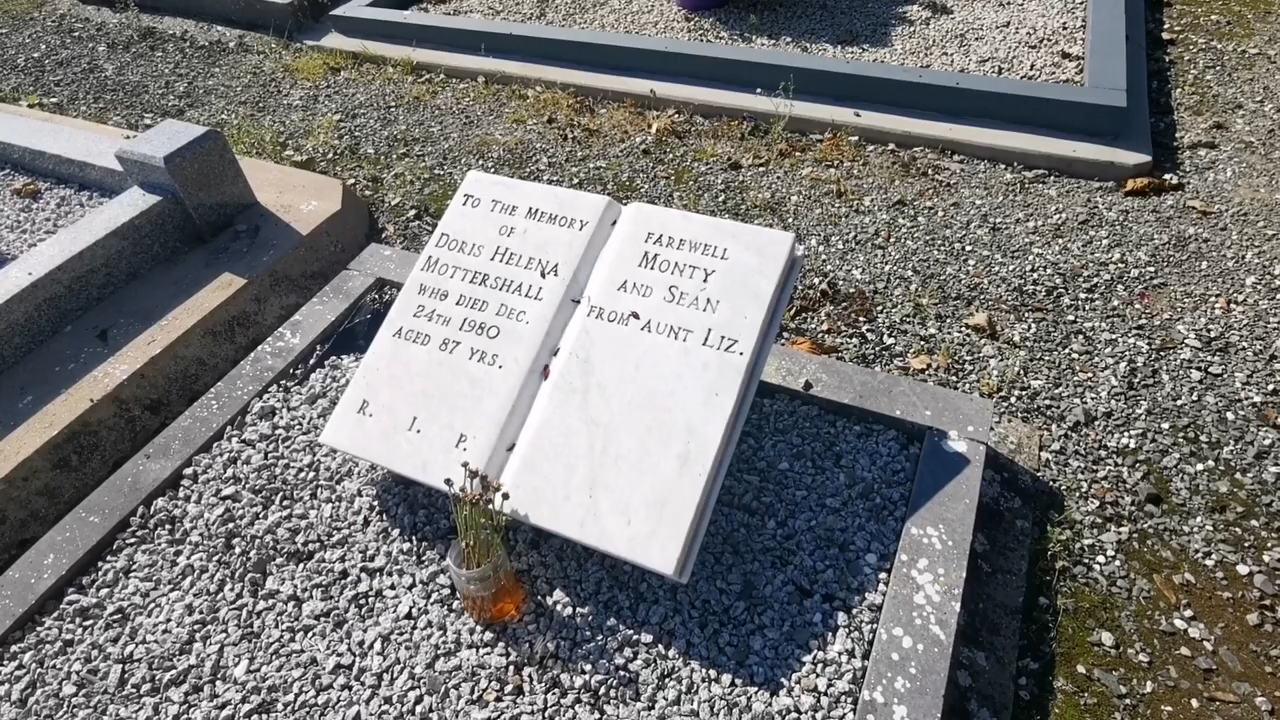 To The Memory
of
Doris Helena
Mottershall
who died Dec.
24th 1980
aged 87 yrs.
R. I. P.
Farewell
Monty
and Seán
from aunt Liz.